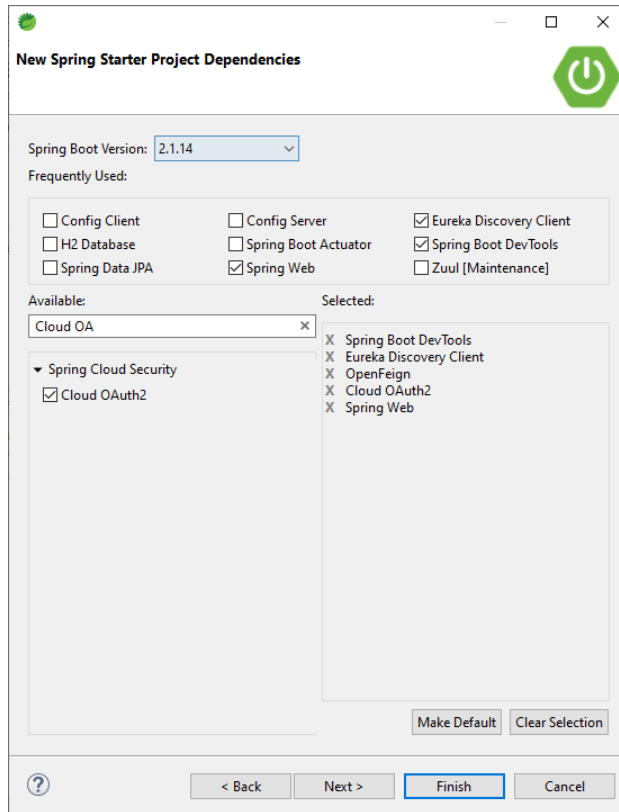 New Spring Starter Project Dependencies
Spring Boot Version: 2.1.14
Frequently Used:
Config Client Config Server Eureka Discovery Client
H2 Database Spring Boot Actuator Spring Boot DevTools
Spring Data JPA Spring Web Zuul [Maintenance]
Available: Selected:
Cloud OA
Spring Cloud Security
Cloud OAuth2
X Spring Boot DevTools
X Eureka Discovery Client
X OpenFeign
X Cloud OAuth2
X Spring Web
Make Default Clear Selection
? < Back Next > Finish Cancel